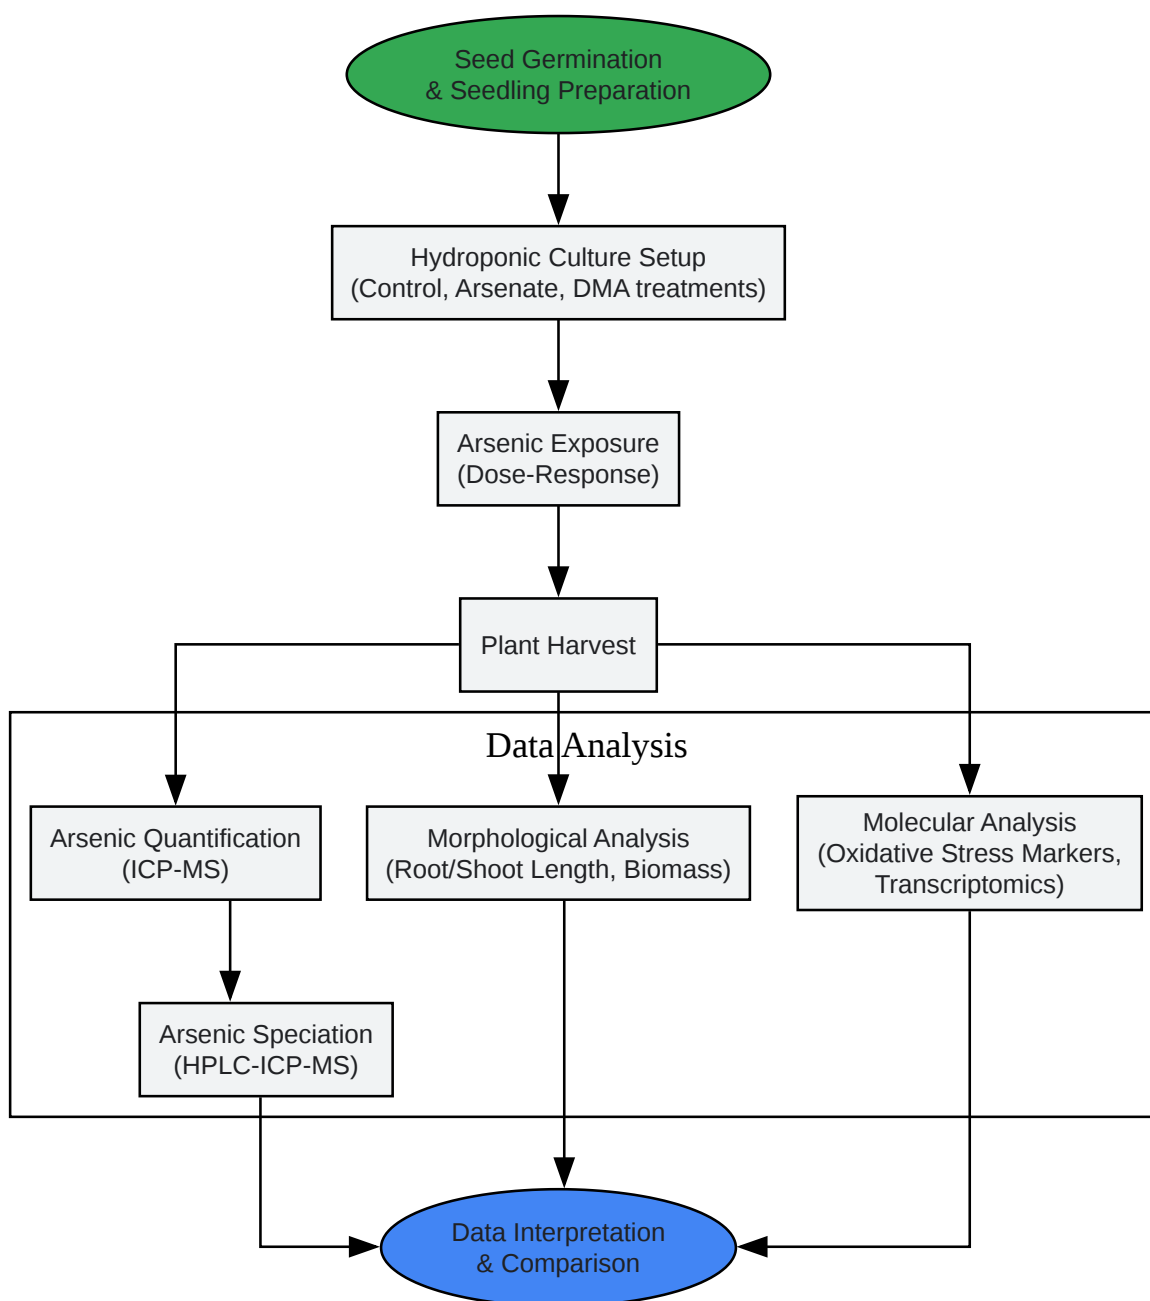 Seed Germination
& Seedling Preparation
Hydroponic Culture Setup
(Control, Arsenate, DMA treatments)
Arsenic Exposure
(Dose-Response)
Plant Harvest
Data Analysis
Arsenic Quantification
(ICP-MS)
Morphological Analysis
(Root/Shoot Length, Biomass)
Molecular Analysis
(Oxidative Stress Markers,
Transcriptomics)
Arsenic Speciation
(HPLC-ICP-MS)
Data Interpretation
& Comparison